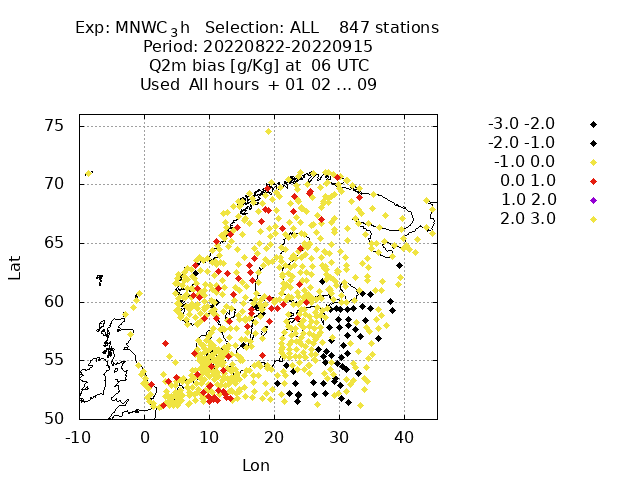 Exp: MNWC_3h   Selection: ALL    847 stations
Period: 20220822-20220915
Q2m bias [g/Kg] at  06 UTC
Used  All hours  + 01 02 ... 09
-3.0 -2.0
-2.0 -1.0
-1.0 0.0
0.0 1.0
1.0 2.0
2.0 3.0
75
70
65
60
55
50
Lat
-10 0 10 20 30 40
Lon